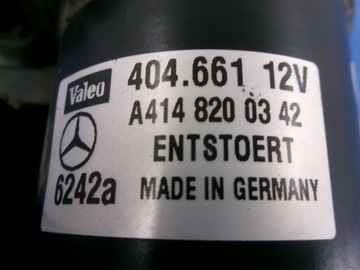 Valeo 404.661 12V
A414 820 03 42
ENTSTOERT
6242a MADE IN GERMANY